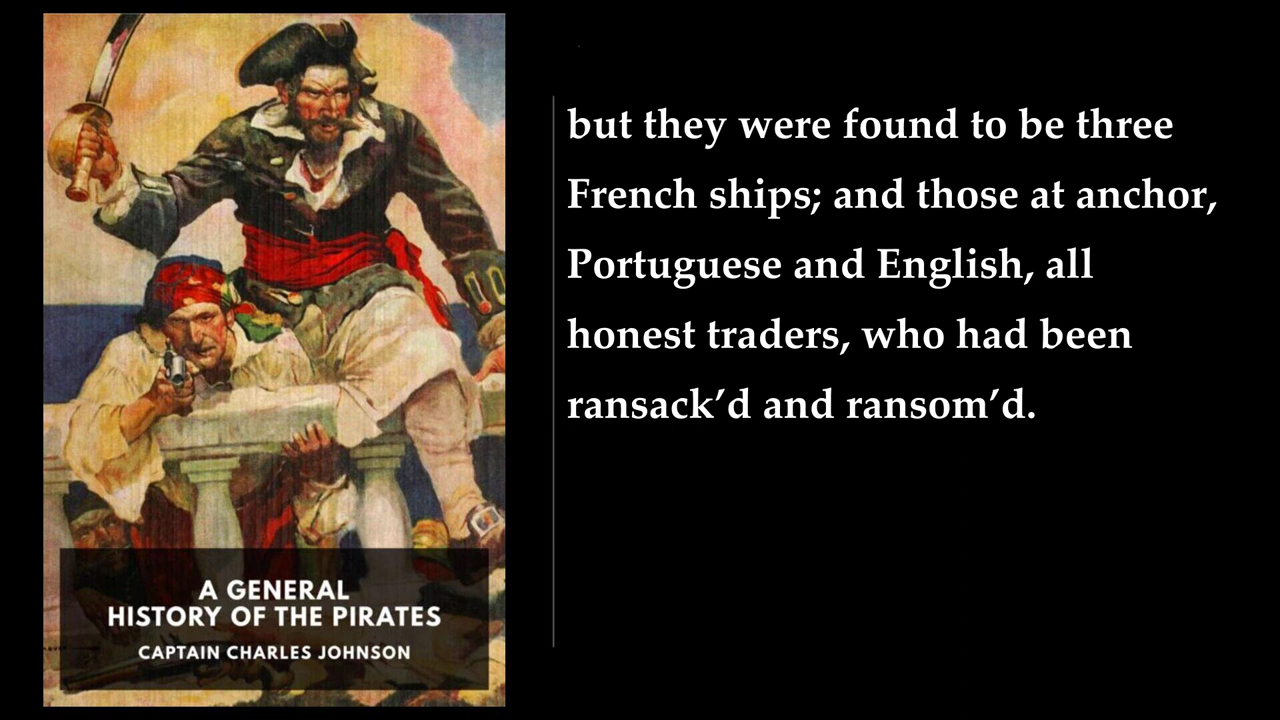 but they were found to be three
French ships; and those at anchor,
Portuguese and English, all
honest traders, who had been
ransack’d and ransom’d.
A GENERAL
HISTORY OF THE PIRATES
CAPTAIN CHARLES JOHNSON